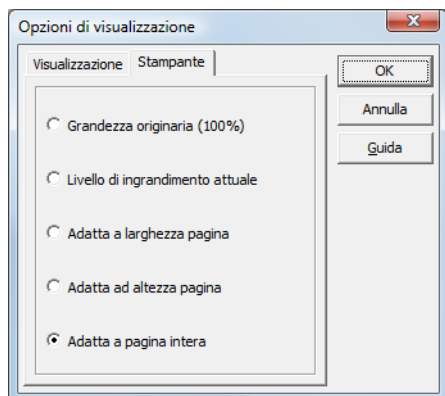 Opzioni di visualizzazione
Visualizzazione Stampante
OK
Annulla
Guida
Grandezza originaria (100%)
Livello di ingrandimento attuale
Adatta a larghezza pagina
Adatta ad altezza pagina
Adatta a pagina intera